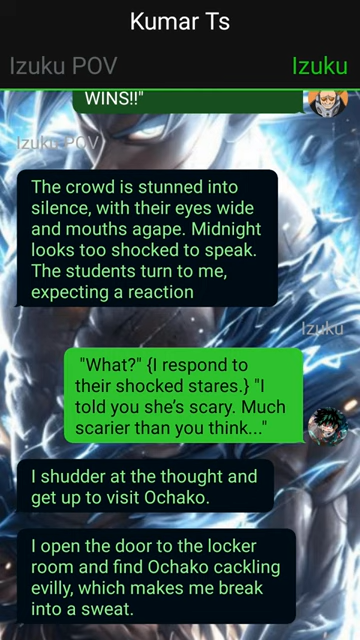 Kumar Ts
Izuku POV
Izuku
WINS!!"
Izuku POV
The crowd is stunned into
silence, with their eyes wide
and mouths agape. Midnight
looks too shocked to speak.
The students turn to me,
expecting a reaction
Izuku
"What?" {I respond to
their shocked stares.} "I
told you she's scary. Much
scarier than you think..."
I shudder at the thought and
get up to visit Ochako.
I open the door to the locker
room and find Ochako cackling
evilly, which makes me break
into a sweat.